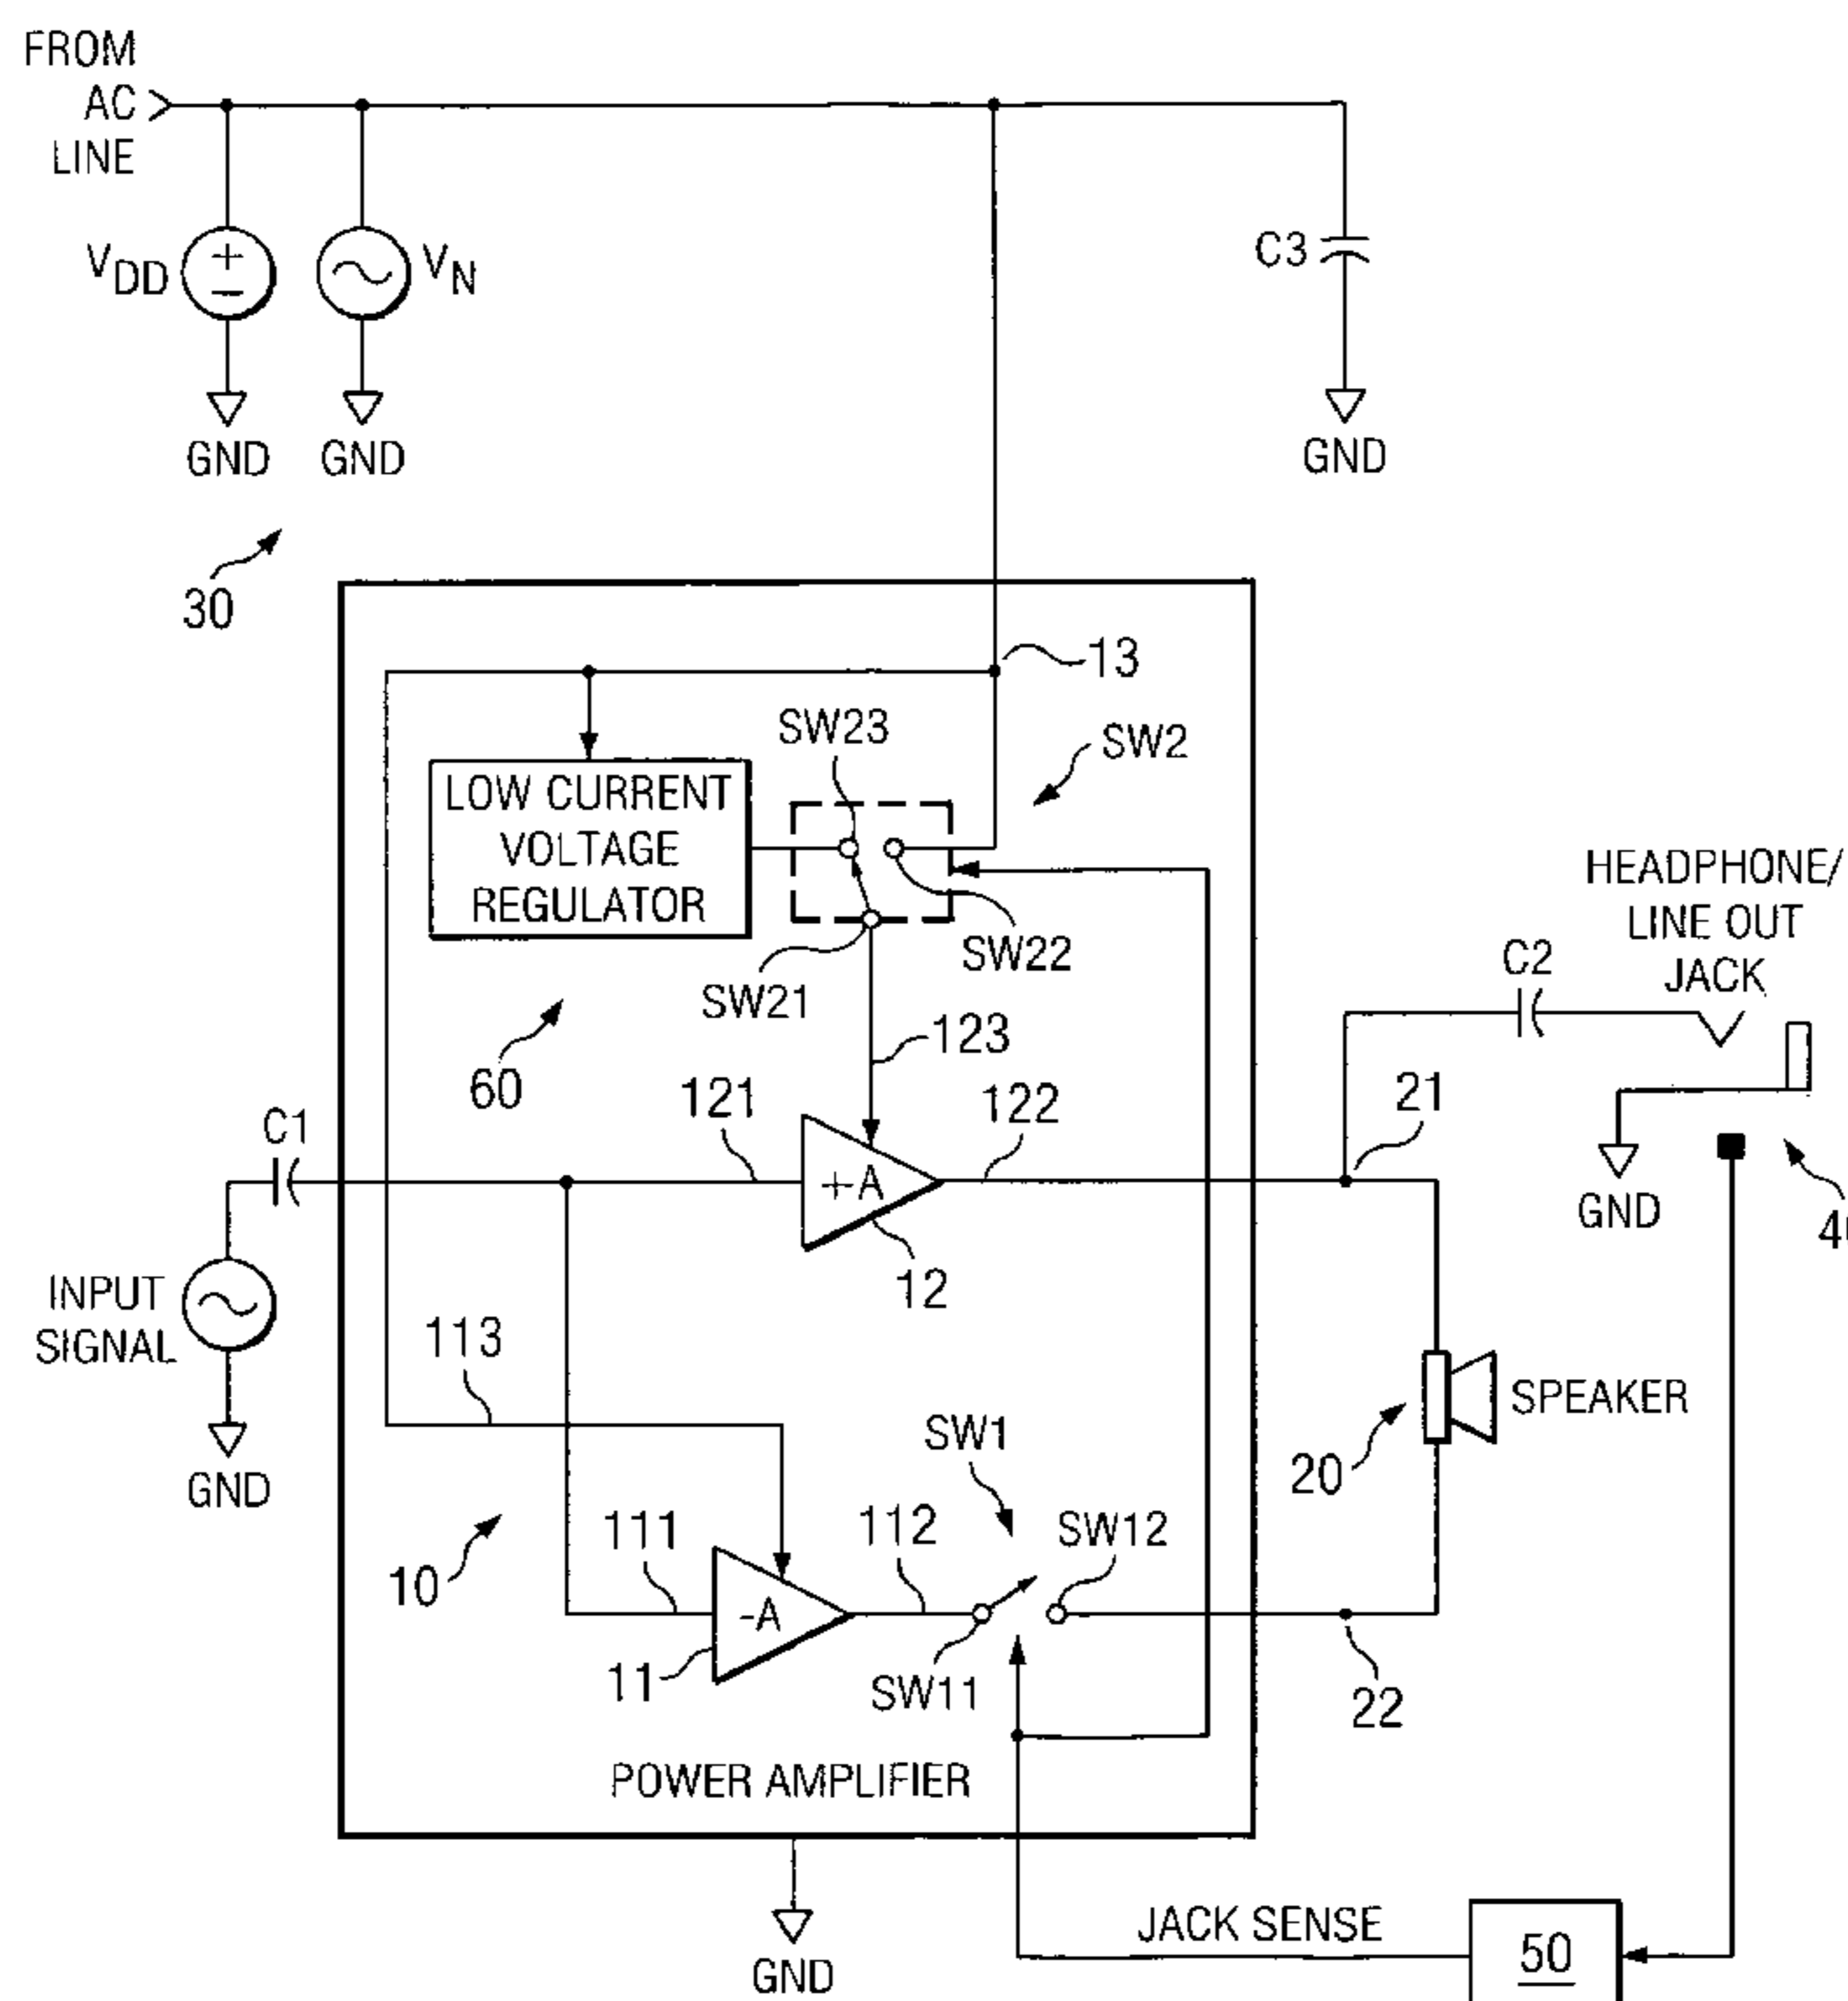 FROM
AC
LINE
VDD
VN
C3
GND
GND
GND
30
13
SW23
SW2
LOW CURRENT
VOLTAGE
REGULATOR
SW22
SW21
HEADPHONE/
LINE OUT
JACK
C2
60
123
121
122
21
C1
+A
GND
12
INPUT
SIGNAL
113
SPEAKER
GND
SW1
20
111
112
SW12
10
-A
11
SW11
22
POWER AMPLIFIER
JACK SENSE
50
GND